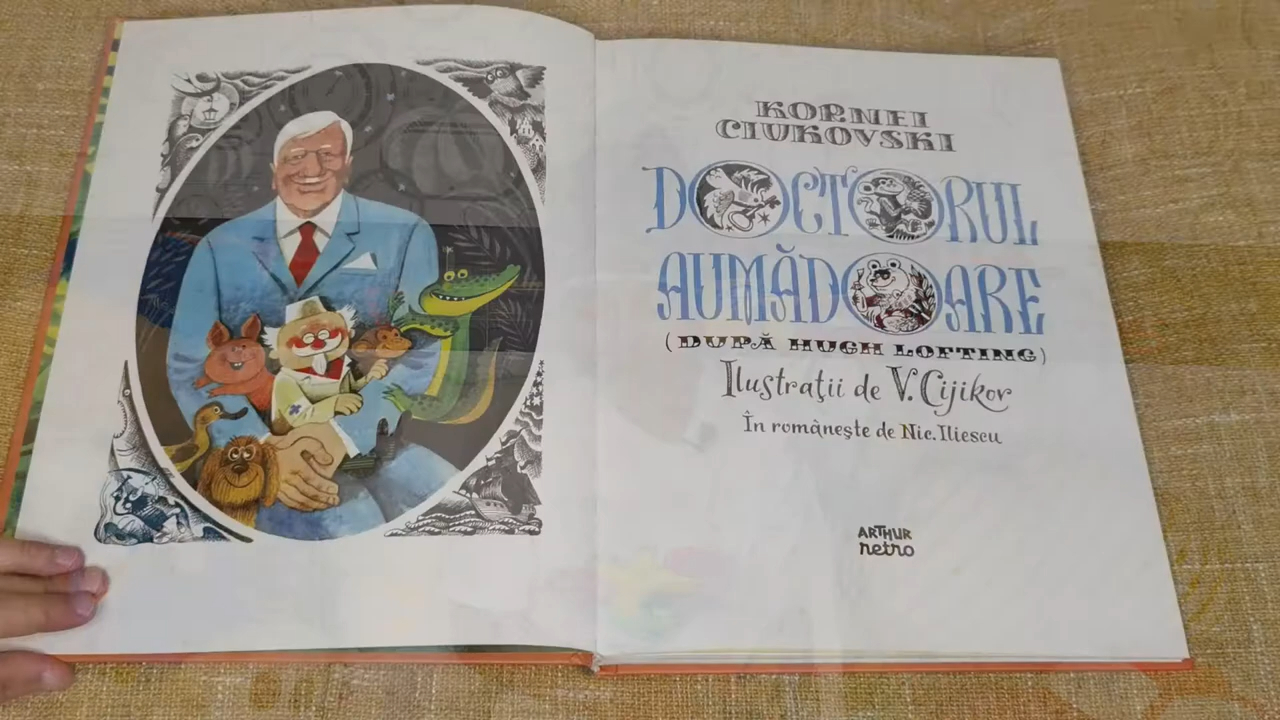 KORNEI
CIUKOVSKI
DOCTORUL
AUMĂDOARE
(DUPĂ HUGH LOFTING)
Ilustrații de V. Cijikov
În românește de Nic. Iliescu
ARTHUR
retro